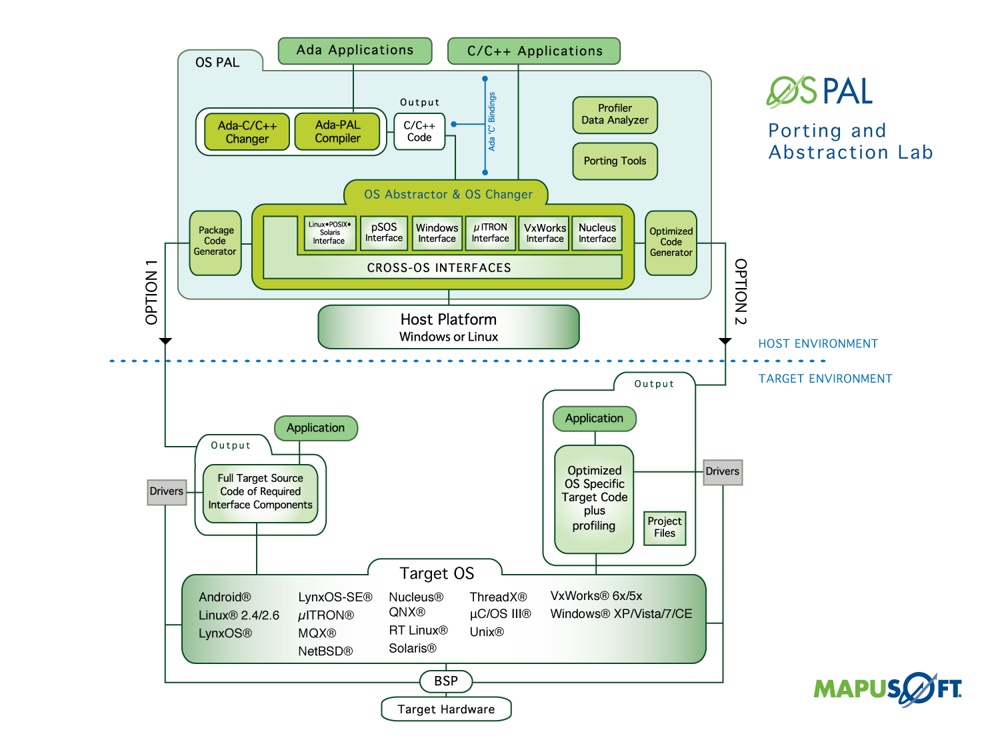 Ada Applications
C/C++ Applications
OS PAL
OS PAL
Porting and
Abstraction Lab
Output
Ada 'C' Bindings
Profiler
Data Analyzer
Ada-C/C++
Changer
Ada-PAL
Compiler
C/C++
Code
Porting Tools
OS Abstractor & OS Changer
Package
Code
Generator
Linux•POSIX•
Solaris
Interface
pSOS
Interface
Windows
Interface
µITRON
Interface
VxWorks
Interface
Nucleus
Interface
Optimized
Code
Generator
CROSS-OS INTERFACES
OPTION 1
OPTION 2
Host Platform
Windows or Linux
HOST ENVIRONMENT
TARGET ENVIRONMENT
Output
Application
Output
Application
Full Target Source
Code of Required
Interface Components
Drivers
Optimized
OS Specific
Target Code
plus
profiling
Drivers
Project
Files
Target OS
Android®
Linux® 2.4/2.6
LynxOS®
LynxOS-SE®
µITRON®
MQX®
NetBSD®
Nucleus®
QNX®
RT Linux®
Solaris®
ThreadX®
µC/OS III®
Unix®
VxWorks® 6x/5x
Windows® XP/Vista/7/CE
BSP
Target Hardware
MAPUSOFT®